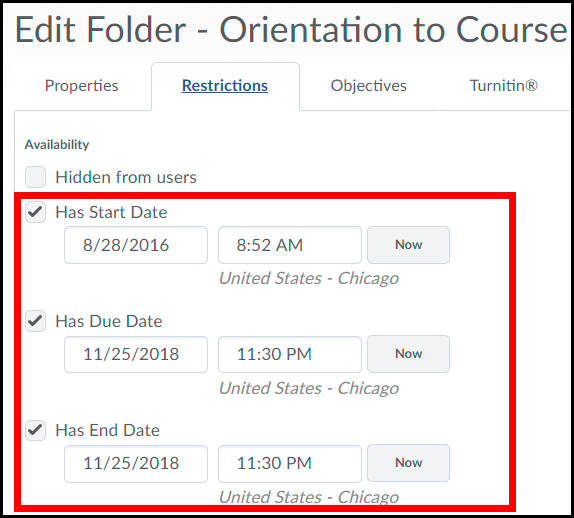 Edit Folder - Orientation to Course
Properties Restrictions Objectives Turnitin®
Availability
Hidden from users
Has Start Date
8/28/2016 8:52 AM Now
United States - Chicago
Has Due Date
11/25/2018 11:30 PM Now
United States - Chicago
Has End Date
11/25/2018 11:30 PM Now
United States - Chicago